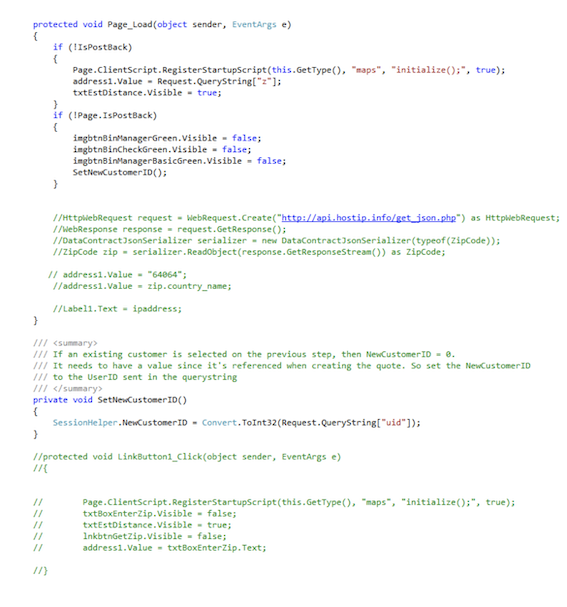 protected void Page_Load(object sender, EventArgs e)
{
    if (!IsPostBack)
    {
        Page.ClientScript.RegisterStartupScript(this.GetType(), "maps", "initialize();", true);
        address1.Value = Request.QueryString["z"];
        txtEstDistance.Visible = true;
    }
    if (!Page.IsPostBack)
    {
        imgbtnBinManagerGreen.Visible = false;
        imgbtnBinCheckGreen.Visible = false;
        imgbtnBinManagerBasicGreen.Visible = false;
        SetNewCustomerID();
    }

    //HttpWebRequest request = WebRequest.Create("http://api.hostip.info/get_json.php") as HttpWebRequest;
    //WebResponse response = request.GetResponse();
    //DataContractJsonSerializer serializer = new DataContractJsonSerializer(typeof(ZipCode));
    //ZipCode zip = serializer.ReadObject(response.GetResponseStream()) as ZipCode;

   // address1.Value = "64064";
    //address1.Value = zip.country_name;

    //Label1.Text = ipaddress;
}

/// <summary>
/// If an existing customer is selected on the previous step, then NewCustomerID = 0.
/// It needs to have a value since it's referenced when creating the quote. So set the NewCustomerID
/// to the UserID sent in the querystring
/// </summary>
private void SetNewCustomerID()
{
    SessionHelper.NewCustomerID = Convert.ToInt32(Request.QueryString["uid"]);
}

//protected void LinkButton1_Click(object sender, EventArgs e)
//{

//        Page.ClientScript.RegisterStartupScript(this.GetType(), "maps", "initialize();", true);
//        txtBoxEnterZip.Visible = false;
//        txtEstDistance.Visible = true;
//        lnkbtnGetZip.Visible = false;
//        address1.Value = txtBoxEnterZip.Text;

//}